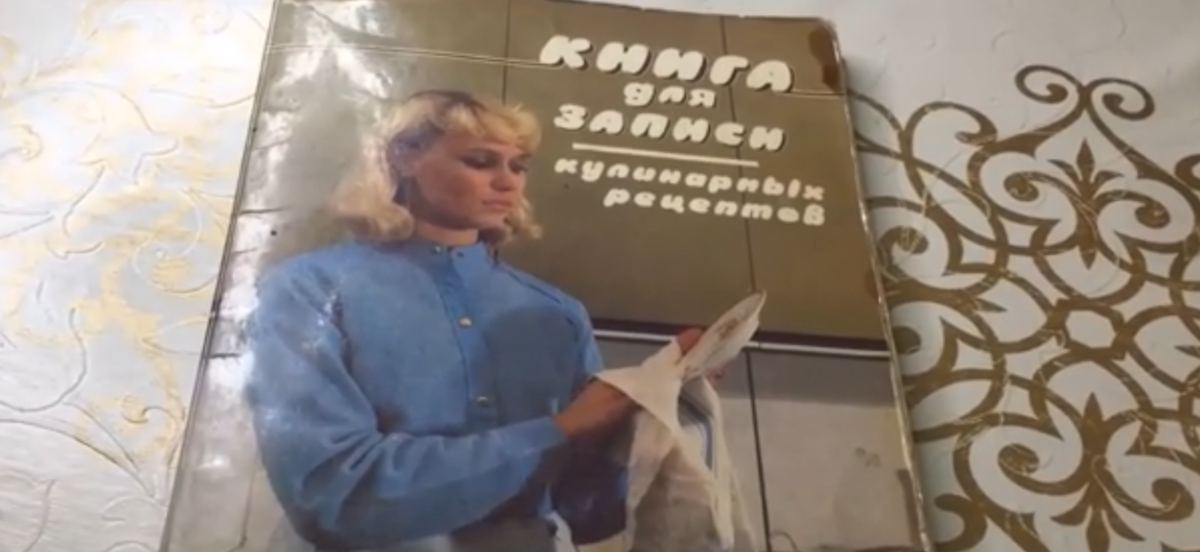 КНИГА
для
ЗАПИСИ
кулинарных
рецептов